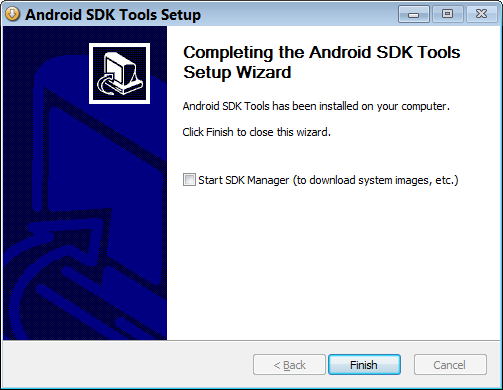 Android SDK Tools Setup
Completing the Android SDK Tools
Setup Wizard
Android SDK Tools has been installed on your computer.
Click Finish to close this wizard.
Start SDK Manager (to download system images, etc.)
< Back Finish Cancel